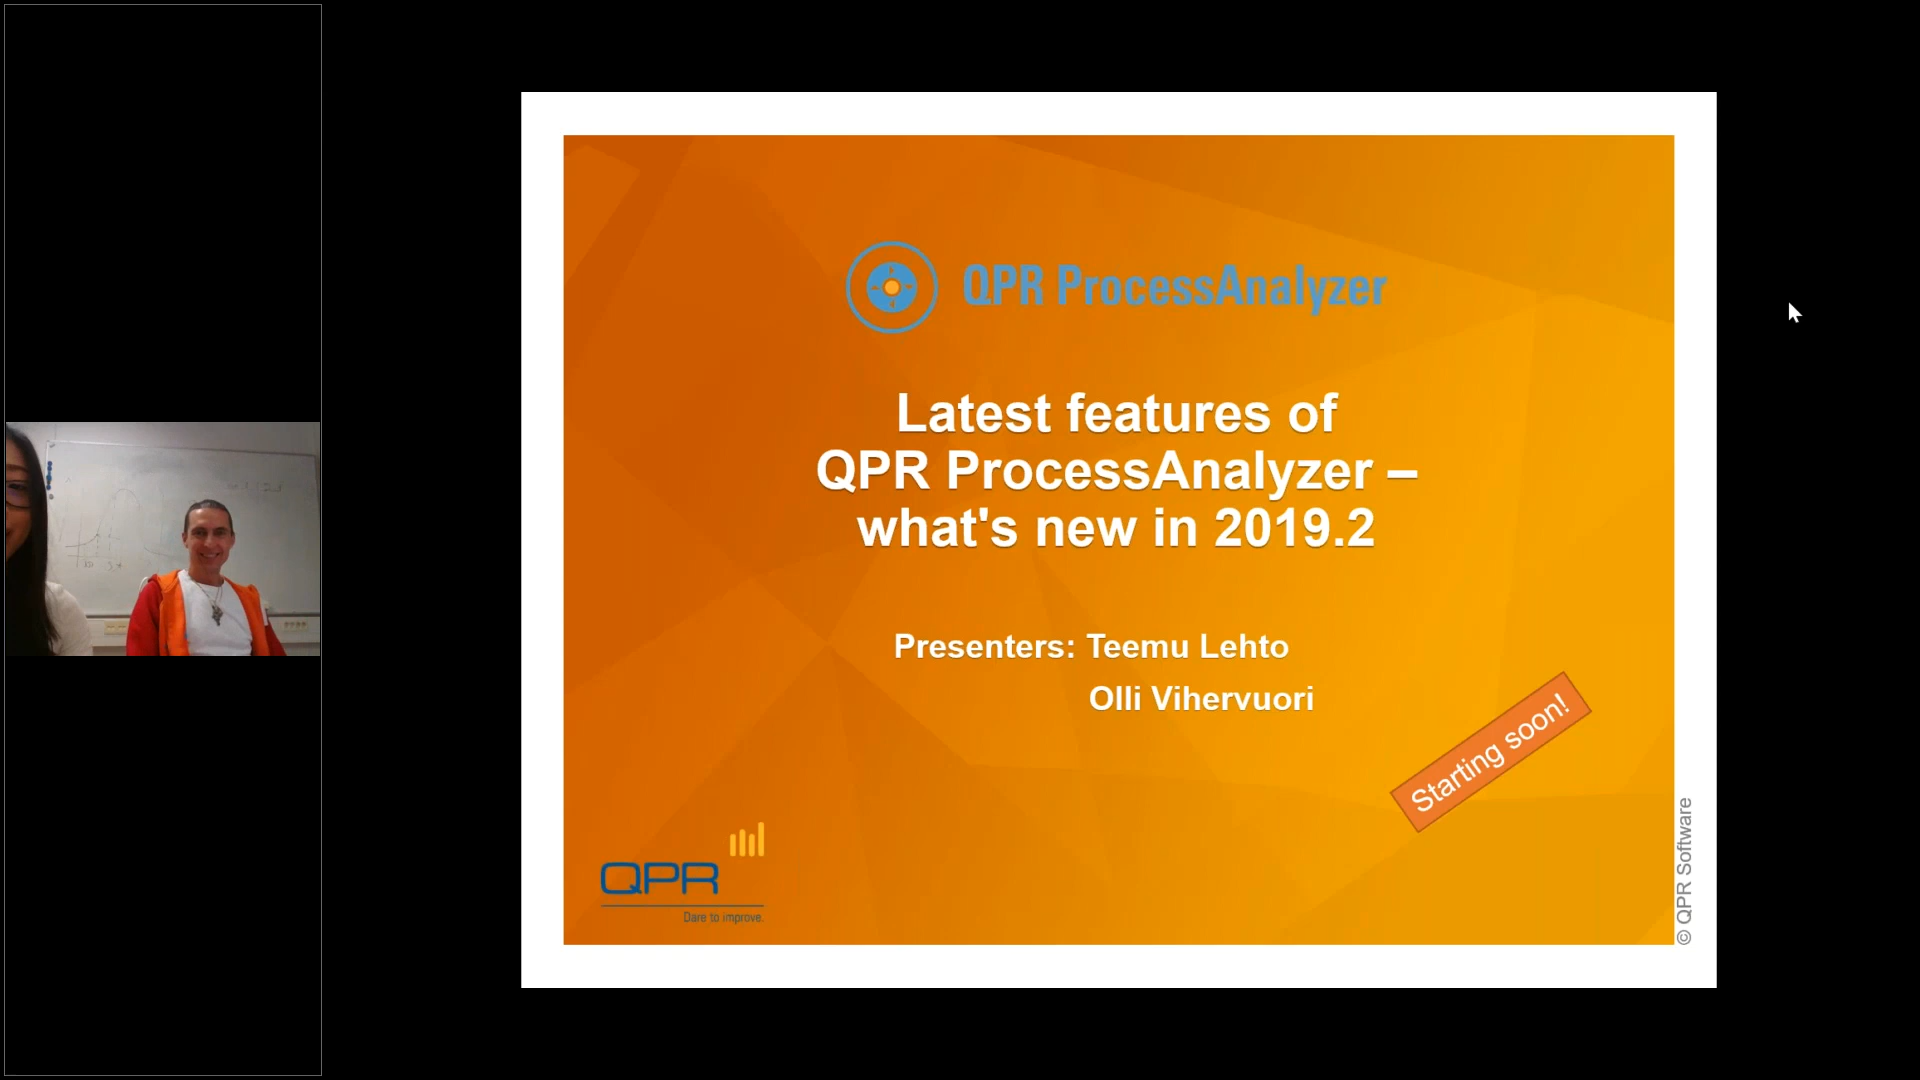 QPR ProcessAnalyzer
Latest features of
QPR ProcessAnalyzer –
what's new in 2019.2
Presenters: Teemu Lehto
Olli Vihervuori
Starting soon!
QPR
Dare to improve.
© QPR Software